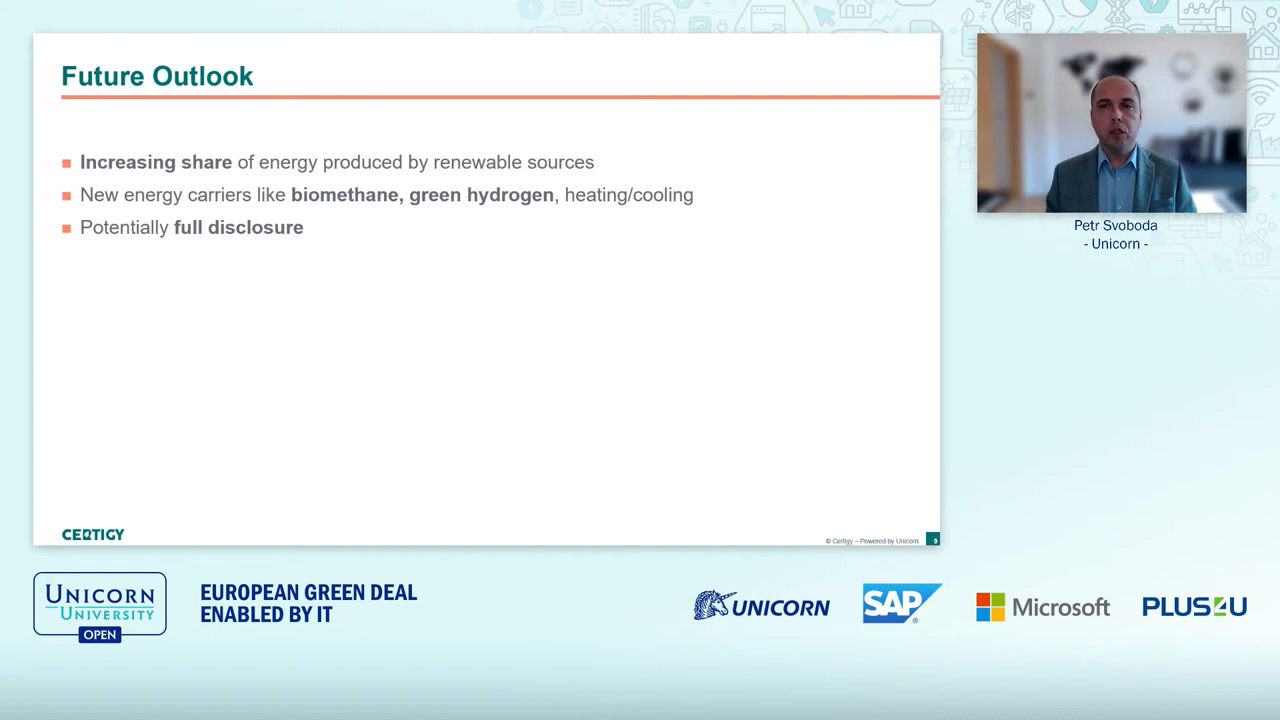 Future Outlook
Increasing share of energy produced by renewable sources
New energy carriers like biomethane, green hydrogen, heating/cooling
Potentially full disclosure
CERTIGY
© Certigy – Powered by Unicorn
9
Petr Svoboda
- Unicorn -
UNICORN
UNIVERSITY
OPEN
EUROPEAN GREEN DEAL
ENABLED BY IT
UNICORN
SAP®
Microsoft
PLUS4U